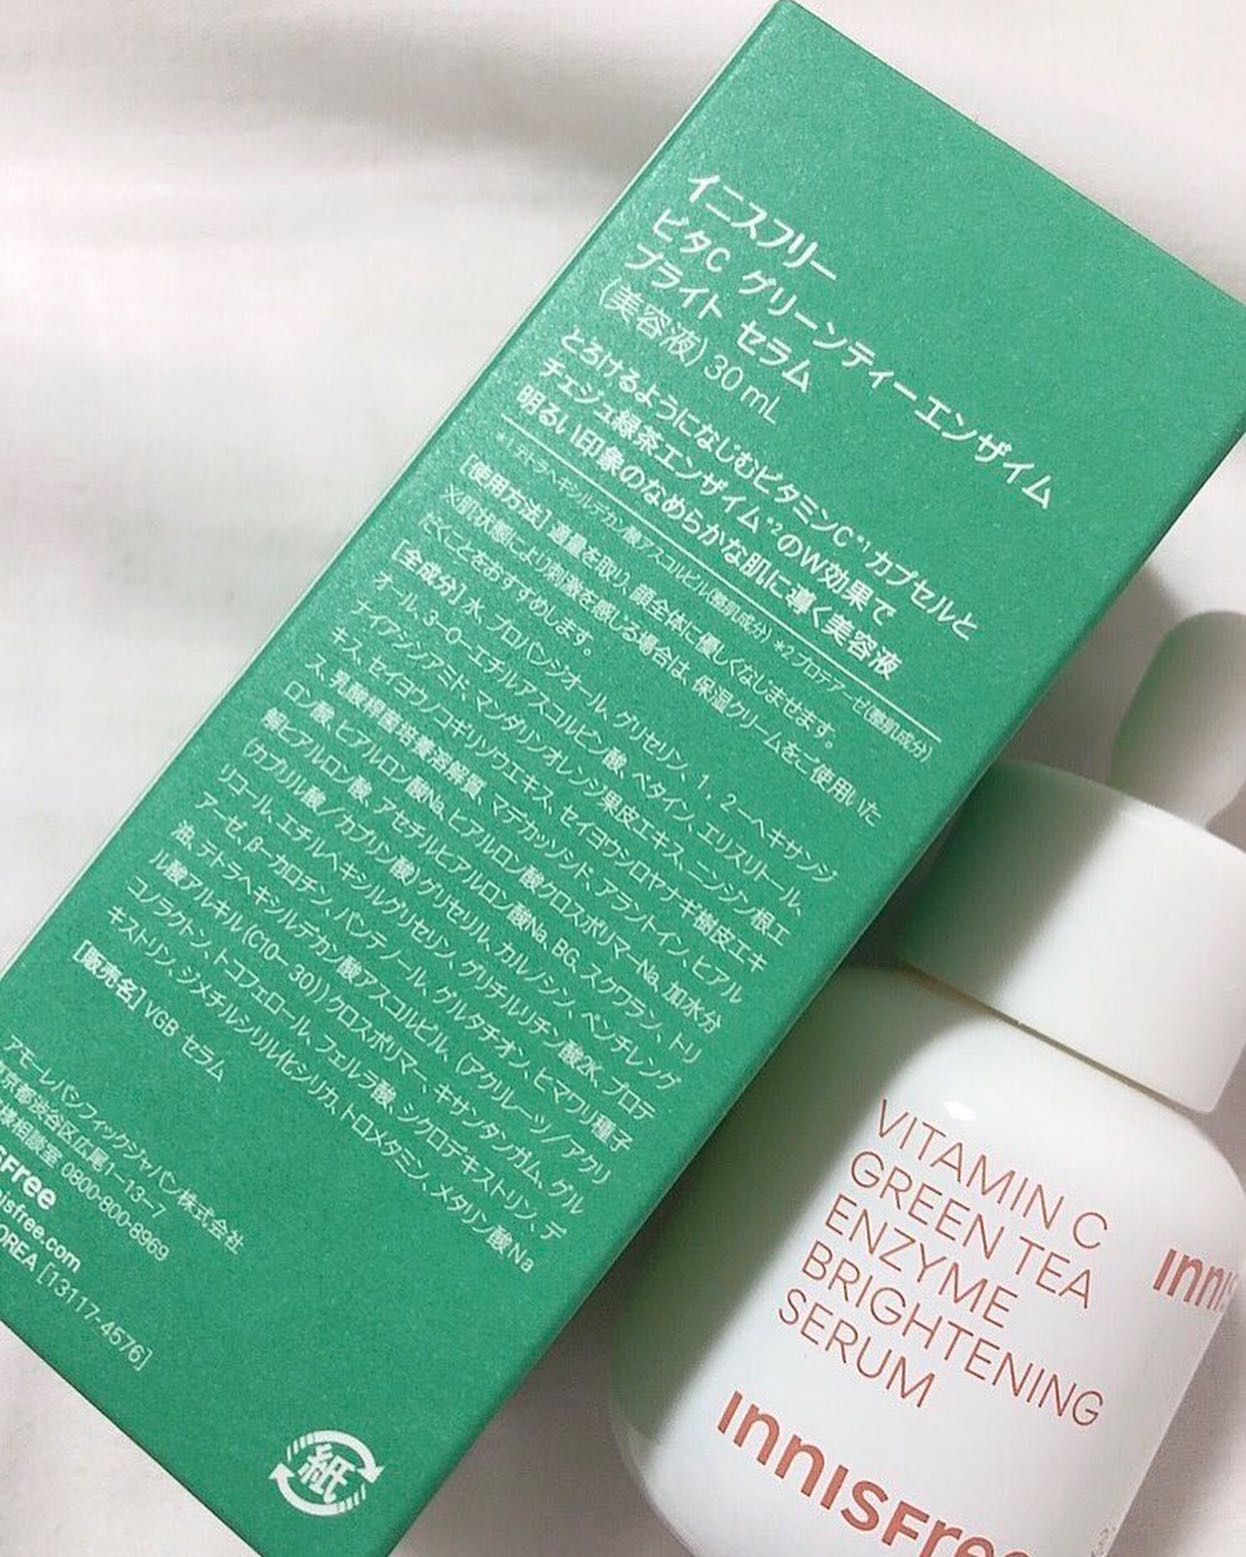 イニスフリー
ビタC グリーンティーエンザイム
ブライト セラム
(美容液) 30 mL
とろけるようになじむビタミンC*1カプセルと
チェジュ緑茶エンザイム*2のW効果で
明るい印象のなめらかな肌に導く美容液
*1 テトラヘキシルデカン酸アスコルビル(整肌成分) *2 プロテアーゼ(整肌成分)
[使用方法] 適量を取り、顔全体に優しくなじませます。
※肌状態により刺激を感じる場合は、保湿クリームをご使用いた
だくことをおすすめします。
[全成分] 水、プロパンジオール、グリセリン、1，2－ヘキサンジ
オール、3-O-エチルアスコルビン酸、ベタイン、エリスリトール、
ナイアシンアミド、マンダリンオレンジ果皮エキス、ニンジン根エ
キス、セイヨウノコギリソウエキス、セイヨウシロヤナギ樹皮エキ
ス、乳酸桿菌培養溶解質、マデカッソシド、アラントイン、ヒアル
ロン酸、ヒアルロン酸Na、ヒアルロン酸クロスポリマーNa、加水分
解ヒアルロン酸、アセチルヒアルロン酸Na、BG、スクワラン、トリ
(カプリル酸／カプリン酸) グリセリル、カルノシン、ペンチレング
リコール、エチルヘキシルグリセリン、グリチルリチン酸2K、プロテ
アーゼ、β-カロチン、パンテノール、グルタチオン、ヒマワリ種子
油、テトラヘキシルデカン酸アスコルビル、(アクリレーツ／アクリ
ル酸アルキル (C10－30)) クロスポリマー、キサンタンガム、グル
コノラクトン、トコフェロール、フェルラ酸、シクロデキストリン、デ
キストリン、ジメチルシリル化シリカ、トロメタミン、メタリン酸Na
[販売名] VGB セラム
アモーレパシフィックジャパン株式会社
京都渋谷区広尾1-13-7
様相談室 0800-800-8969
sFree
nisfree.com
OREA [13117-4576]
紙
VITAMIN C
GREEN TEA
ENZYME
BRIGHTENING
SERUM
INNISFree
INNIS